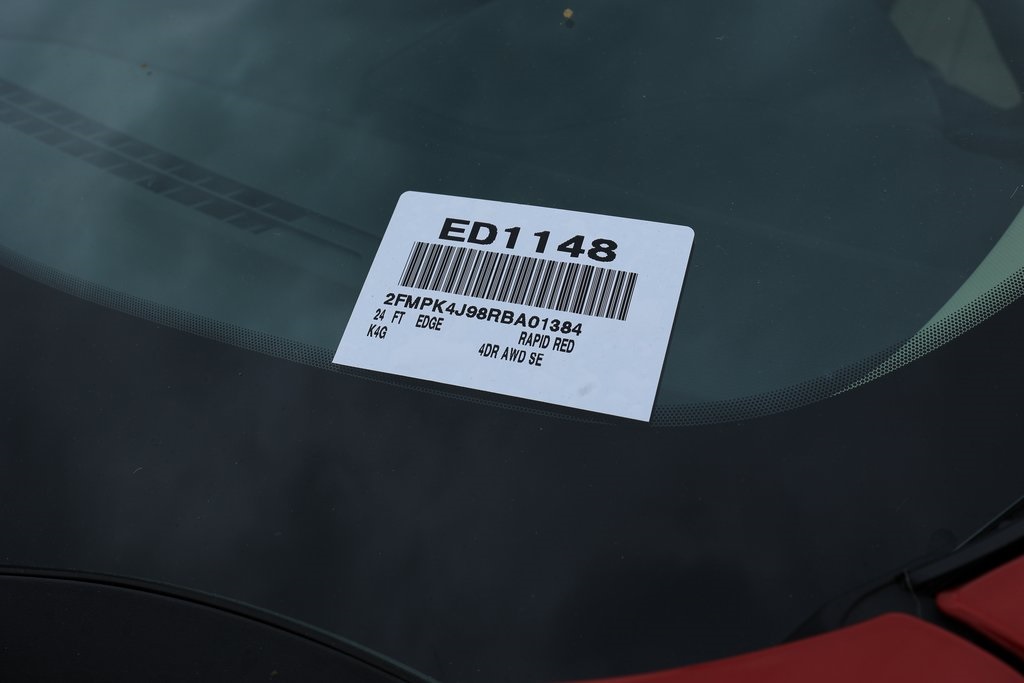 ED1148
2FMPK4J98RBA01384
24 FT EDGE RAPID RED
K4G 4DR AWD SE